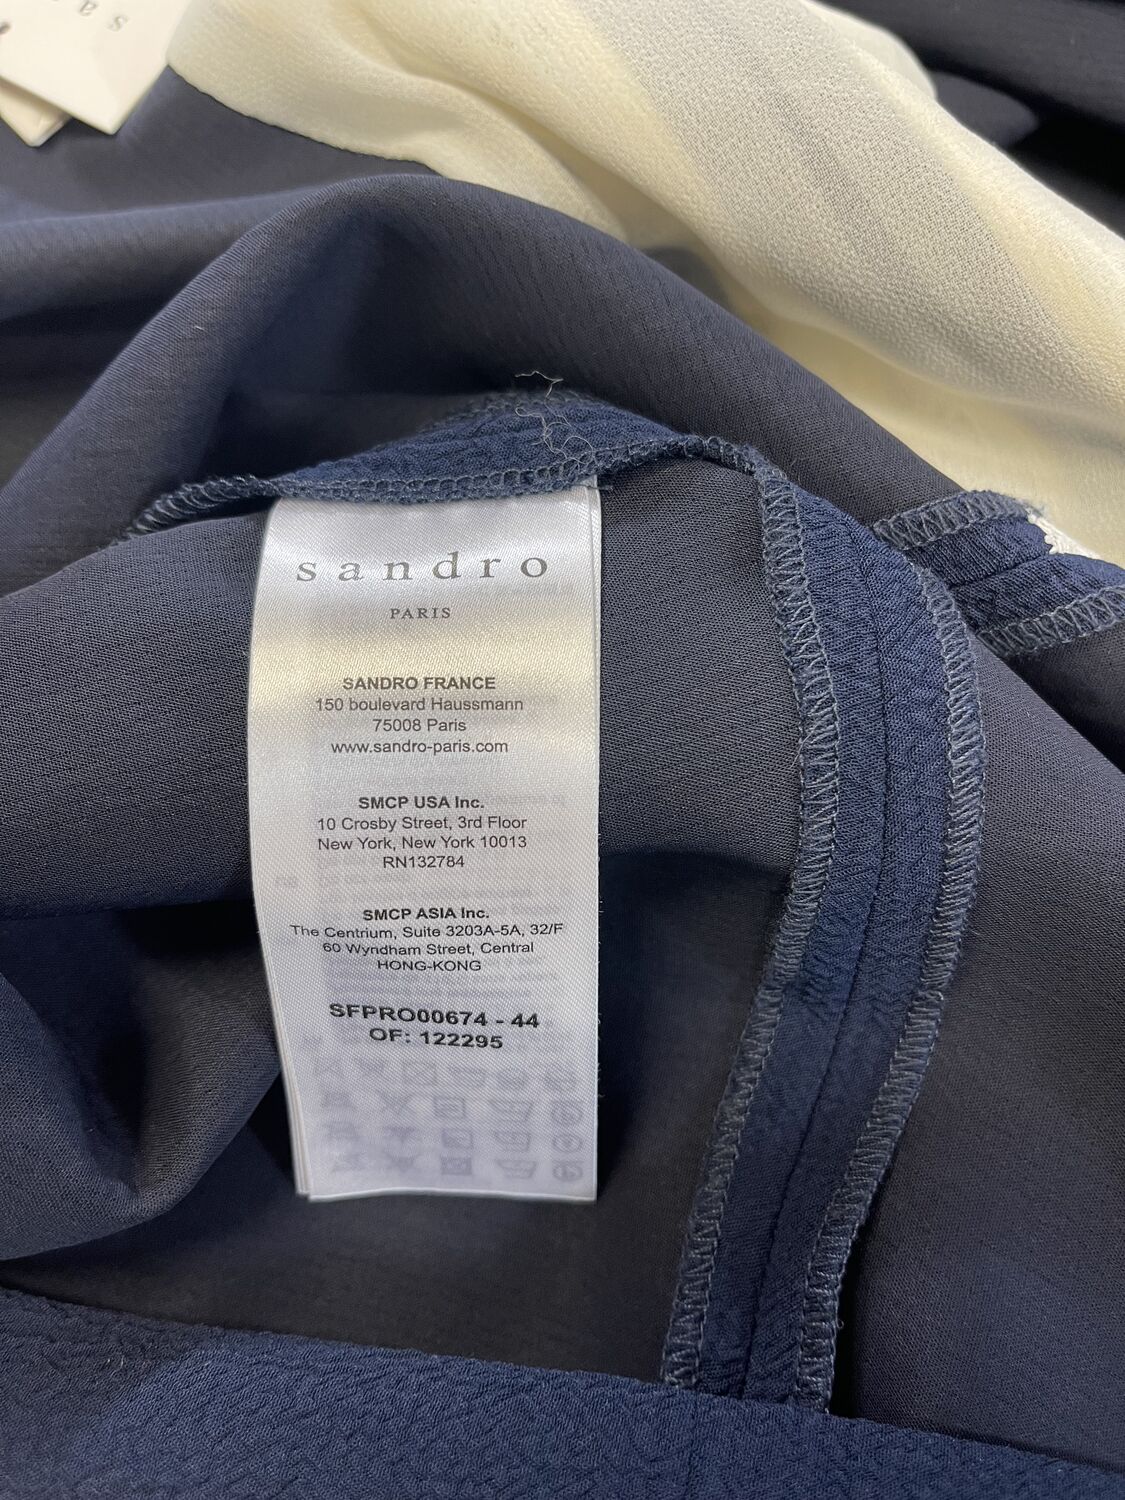 sandro
PARIS
SANDRO FRANCE
150 boulevard Haussmann
75008 Paris
www.sandro-paris.com
SMCP USA Inc.
10 Crosby Street, 3rd Floor
New York, New York 10013
RN132784
SMCP ASIA Inc.
The Centrium, Suite 3203A-5A, 32/F
60 Wyndham Street, Central
HONG-KONG
SFPRO00674 - 44
OF: 122295